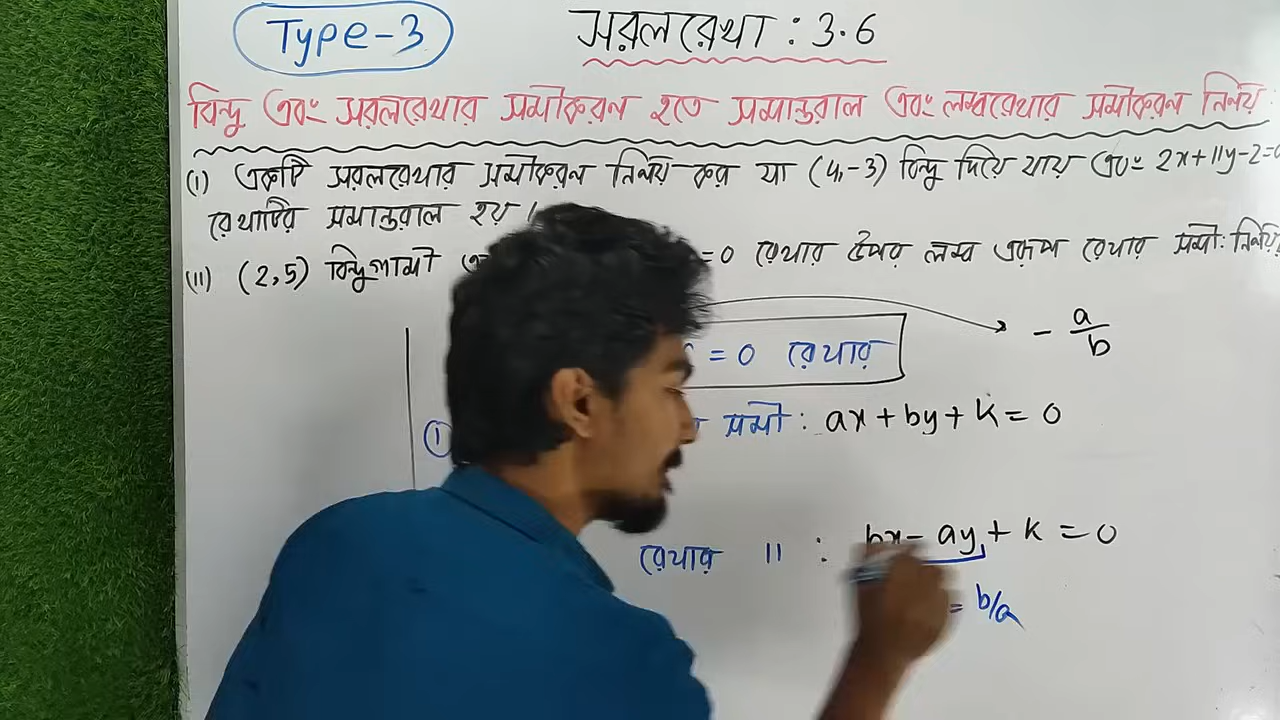 Type-3
সরলরেখা : 3.6
বিন্দু এবং সরলরেখার সমীকরণ হতে সমান্তরাল এবং লম্বরেখার সমীকরণ নির্ণয়
(i) একটি সরলরেখার সমীকরণ নির্ণয় কর যা (4,-3) বিন্দু দিয়ে যায় এবং 2x+11y-2=0
রেখাটির সমান্তরাল হয়।
(ii) (2,5) বিন্দুগামী =0 রেখার উপর লম্ব এরূপ রেখার সমী: নির্ণয়
= 0 রেখার
- a/b
① সমী: ax+by+k=0
রেখার " : bx-ay+k=0
= b/a